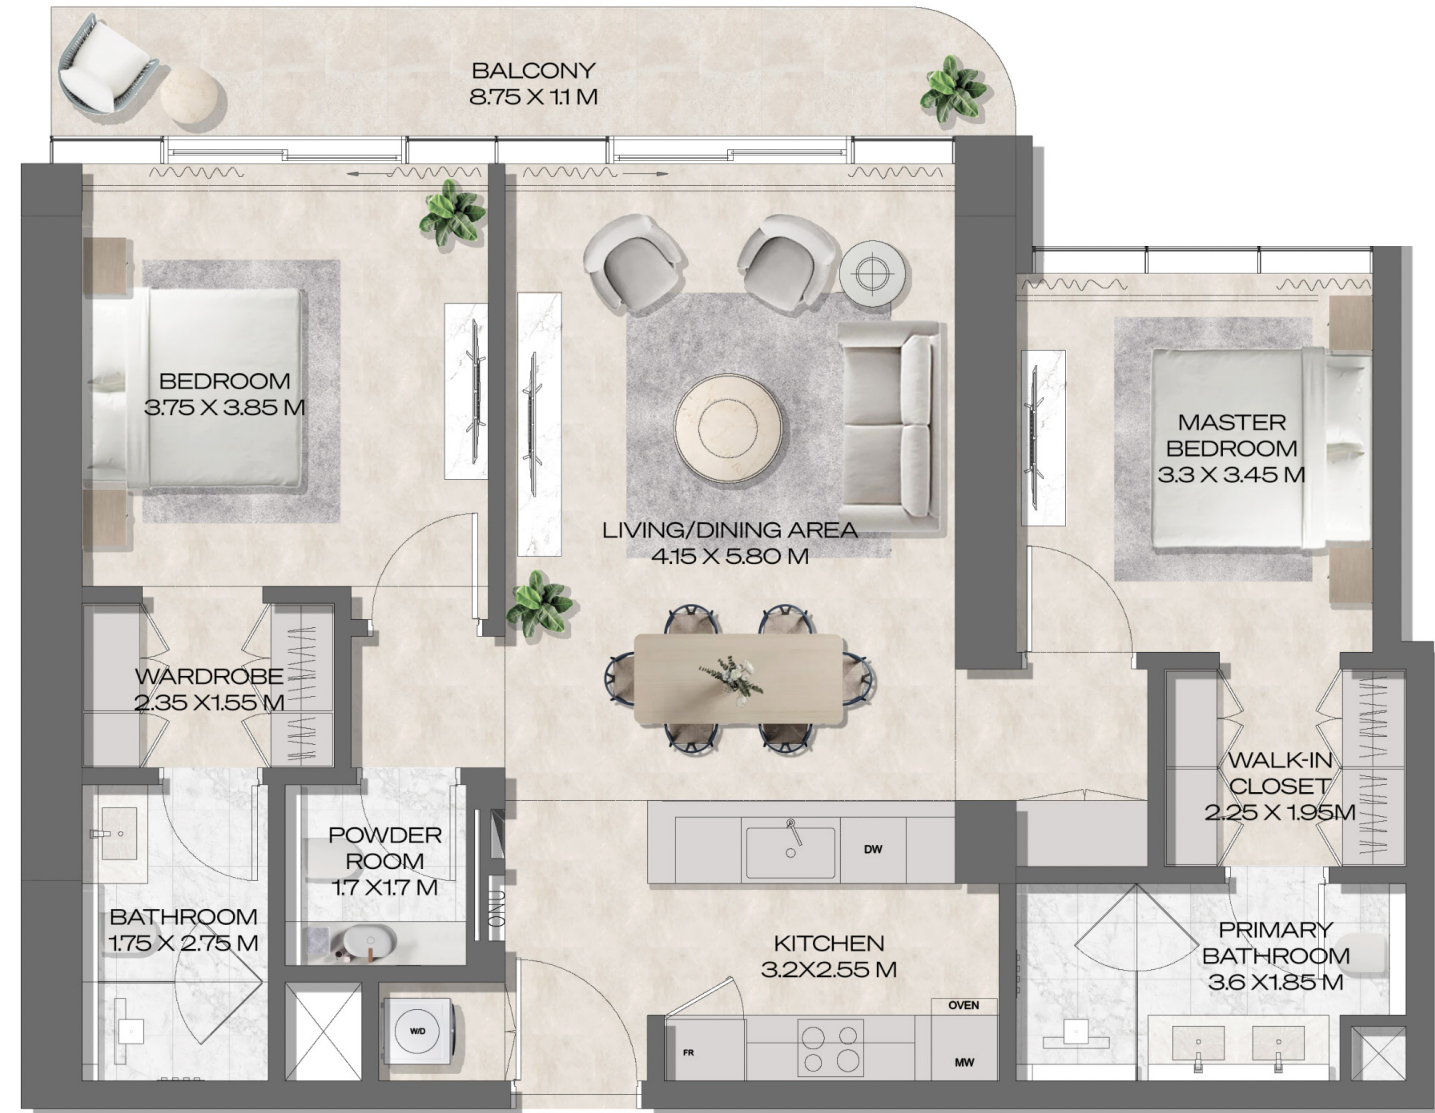 BALCONY
8.75 X 1.1 M
BEDROOM
3.75 X 3.85 M
MASTER
BEDROOM
3.3 X 3.45 M
LIVING/DINING AREA
4.15 X 5.80 M
WARDROBE
2.35 X1.55 M
WALK-IN
CLOSET
2.25 X 1.95M
POWDER
ROOM
1.7 X1.7 M
DW
ONU
BATHROOM
1.75 X 2.75 M
KITCHEN
3.2X2.55 M
PRIMARY
BATHROOM
3.6 X1.85 M
OVEN
W/D
FR
MW